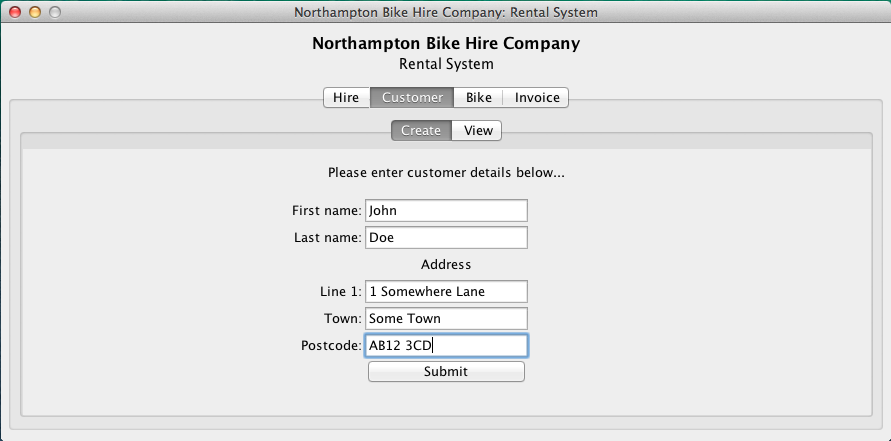 Northampton Bike Hire Company: Rental System
Northampton Bike Hire Company
Rental System
Hire Customer Bike Invoice
Create View
Please enter customer details below...
First name: John
Last name: Doe
Address
Line 1: 1 Somewhere Lane
Town: Some Town
Postcode: AB12 3CD
Submit